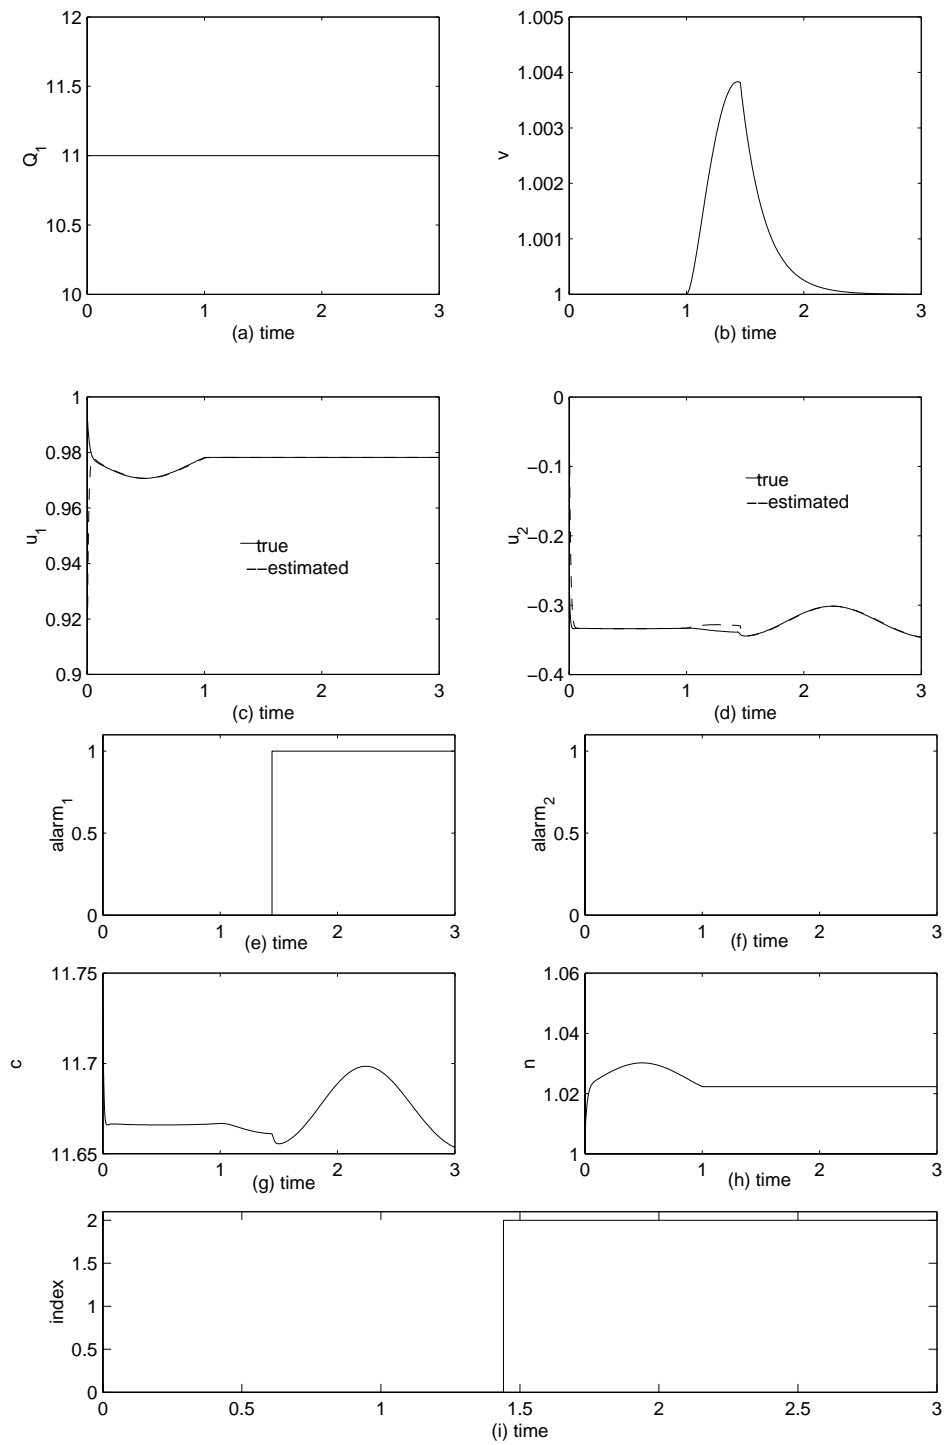 12
11.5
Q1
11
10.5
10
0 1 2 3
(a) time
1.005
1.004
1.003
v
1.002
1.001
1
0 1 2 3
(b) time
1
0.98
0.96
u1
0.94
0.92
0.9
true
estimated
0 1 2 3
(c) time
0
−0.1
u2 −0.2
−0.3
−0.4
true
estimated
0 1 2 3
(d) time
1
alarm1
0.5
0
0 1 2 3
(e) time
1
alarm2
0.5
0
0 1 2 3
(f) time
11.75
c 11.7
11.65
0 1 2 3
(g) time
1.06
1.04
n
1.02
1
0 1 2 3
(h) time
2
1.5
index
1
0.5
0
0 0.5 1 1.5 2 2.5 3
(i) time